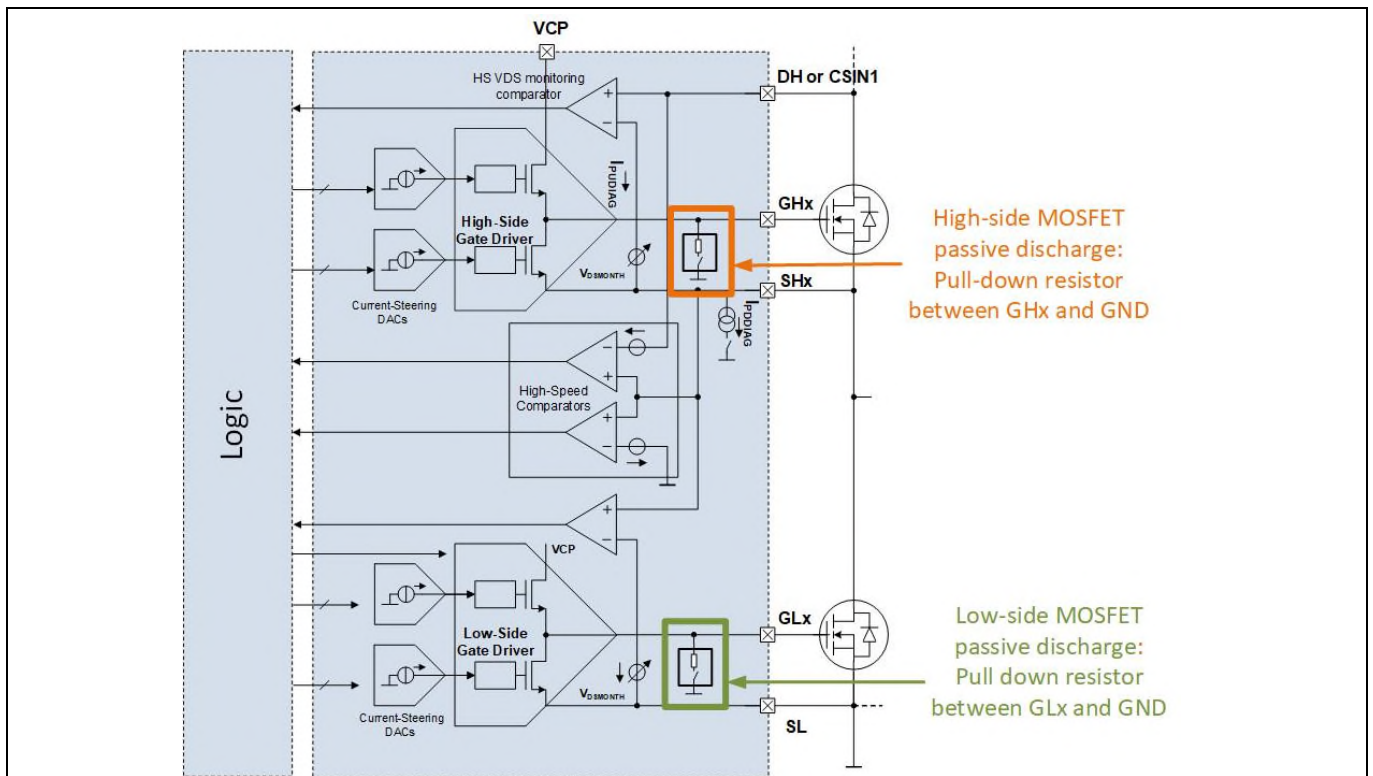 VCP
DH or CSIN1
HS VDS monitoring
comparator
+
−
IPUDIAG
GHx
High-Side
Gate Driver
VDSMONTH
SHx
Current-Steering
DACs
IPDDIAG
High-side MOSFET
passive discharge:
Pull-down resistor
between GHx and GND
Logic
−
+
High-Speed
Comparators
+
−
+
−
VCP
GLx
Low-Side
Gate Driver
VDSMONTH
SL
Current-Steering
DACs
Low-side MOSFET
passive discharge:
Pull down resistor
between GLx and GND